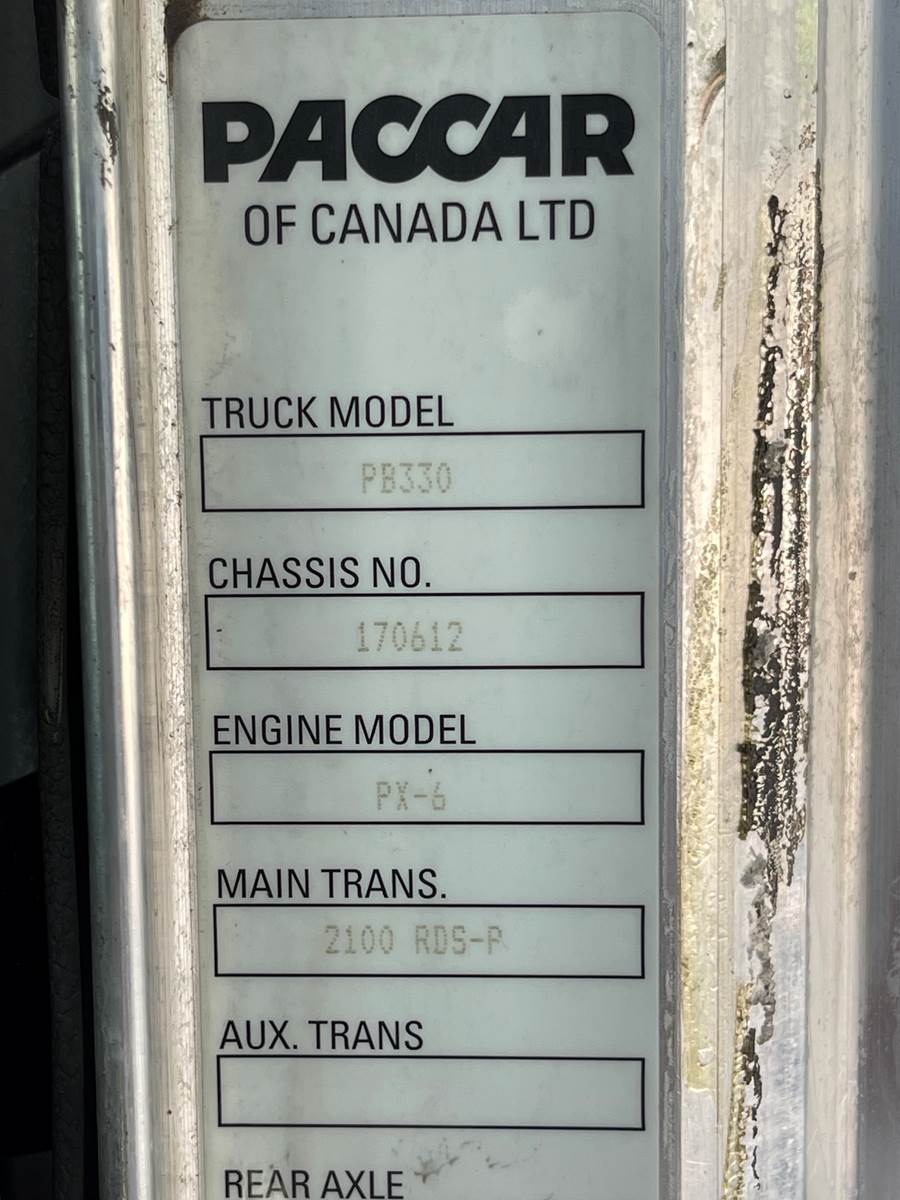 PACCAR
OF CANADA LTD
TRUCK MODEL
PB330
CHASSIS NO.
170612
ENGINE MODEL
PX-6
MAIN TRANS.
2100 RDS-P
AUX. TRANS
REAR AXLE